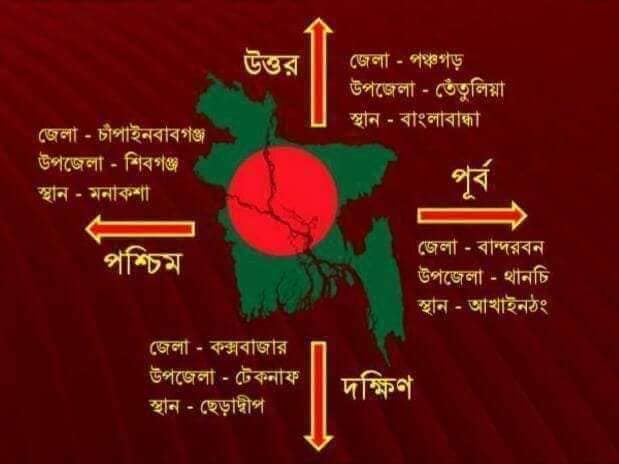 উত্তর
জেলা - পঞ্চগড়
উপজেলা - তেঁতুলিয়া
স্থান - বাংলাবান্ধা
জেলা - চাঁপাইনবাবগঞ্জ
উপজেলা - শিবগঞ্জ
স্থান - মনাকশা
পশ্চিম
পূর্ব
জেলা - বান্দরবন
উপজেলা - থানচি
স্থান - আখাইনঠং
জেলা - কক্সবাজার
উপজেলা - টেকনাফ
স্থান - ছেড়াদ্বীপ
দক্ষিণ